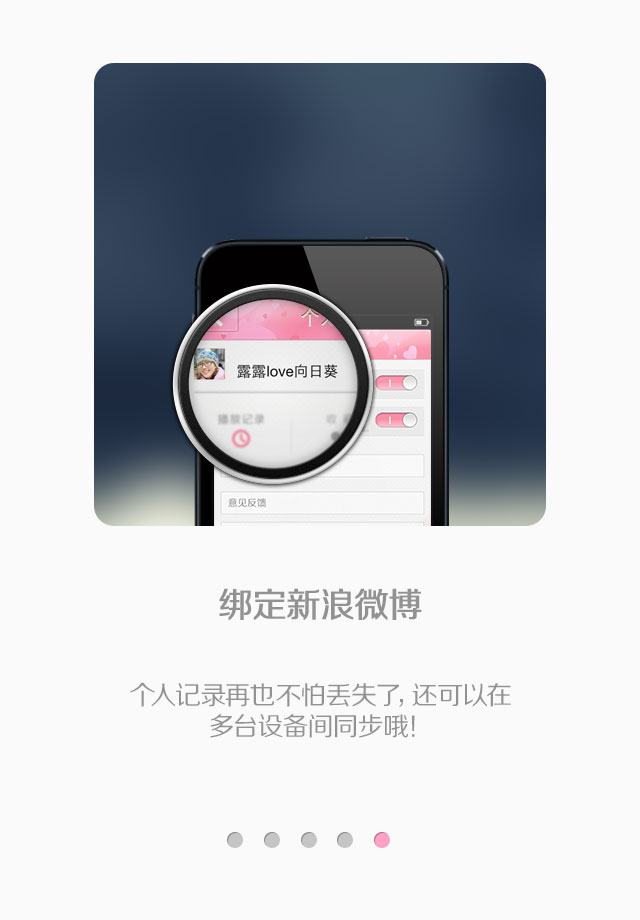 个人
露露love向日葵
播放记录
收
意见反馈
绑定新浪微博
个人记录再也不怕丢失了，还可以在
多台设备间同步哦！